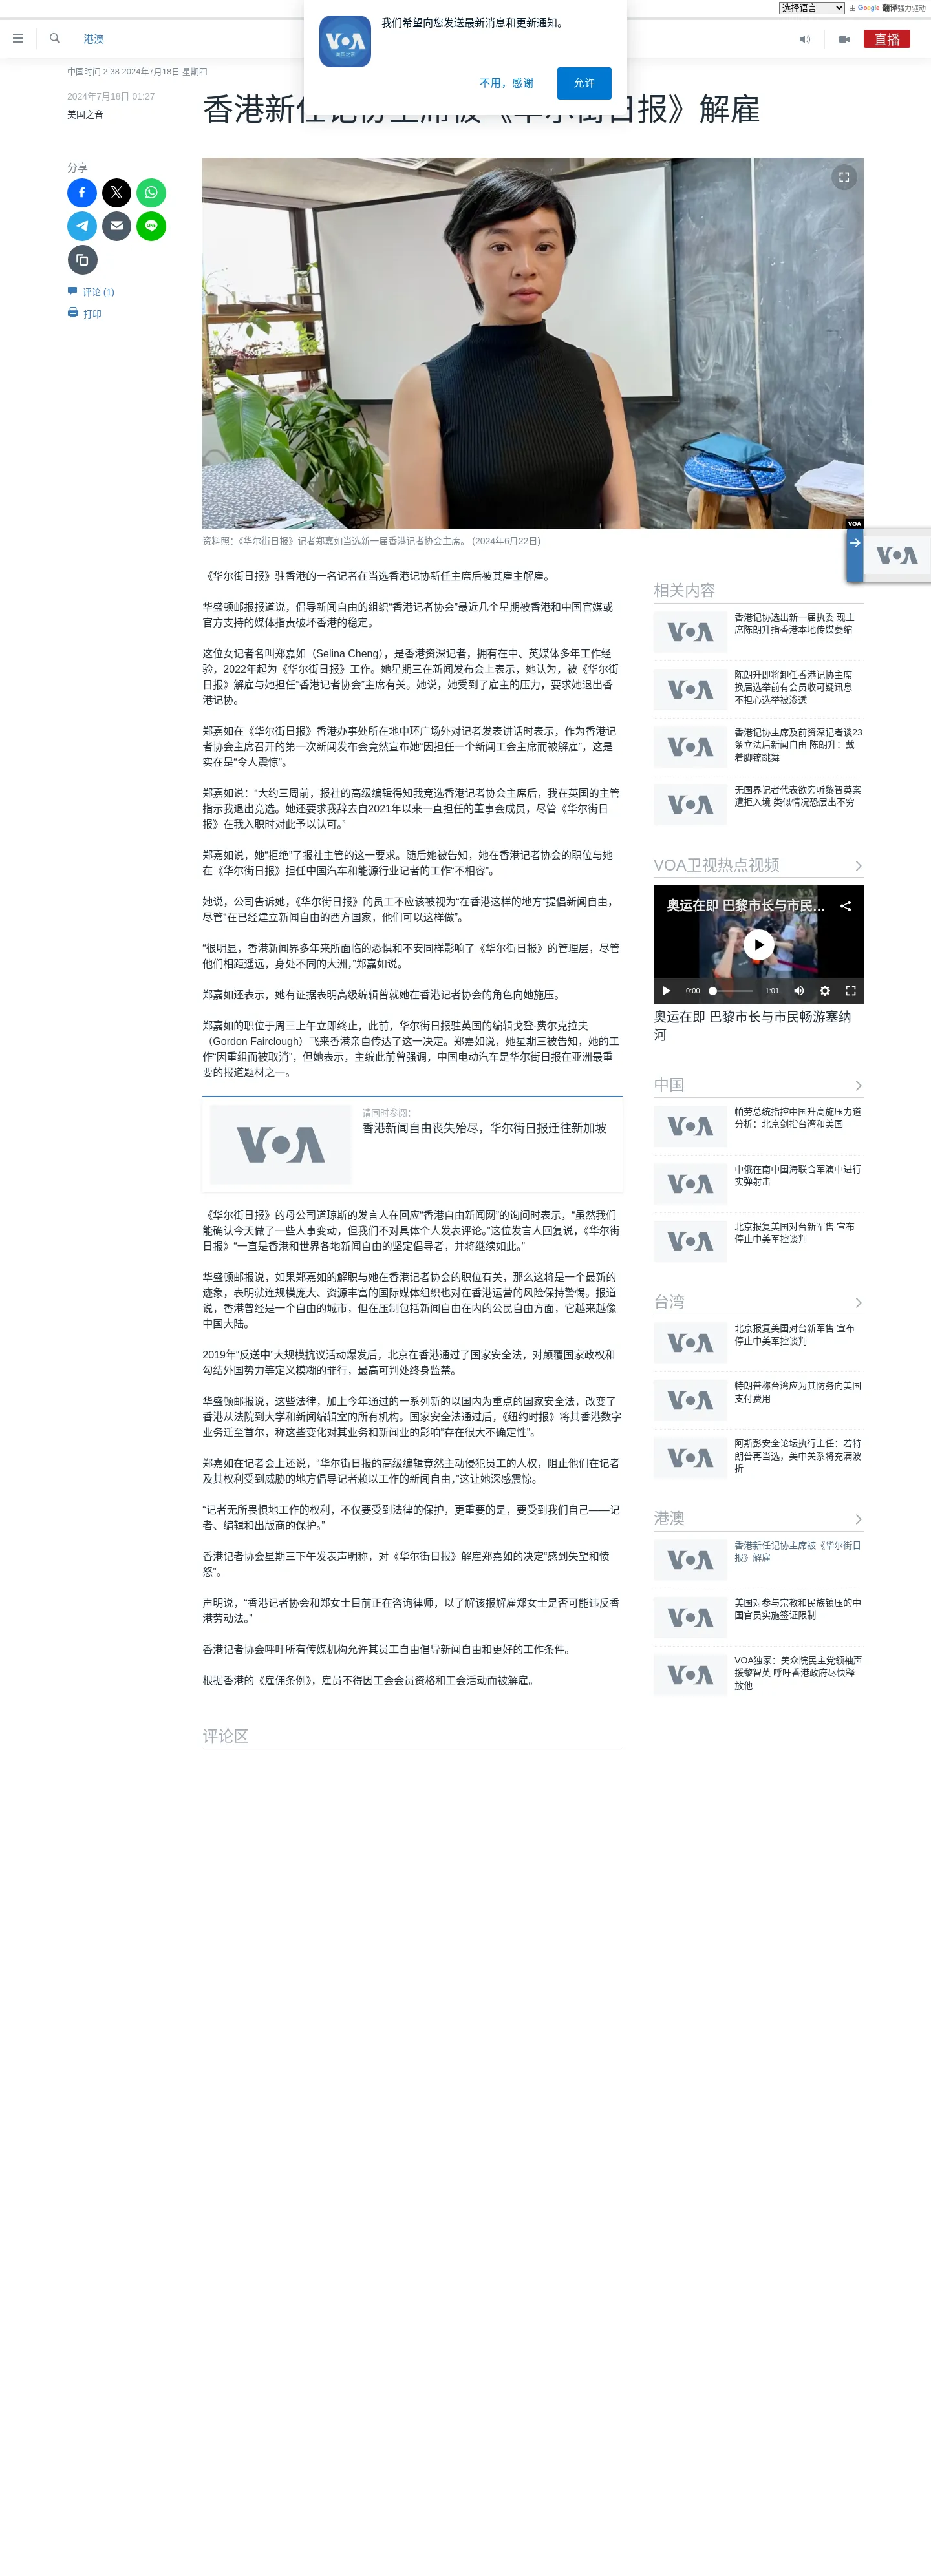 选择语言
由 Google 翻译强力驱动
我们希望向您发送最新消息和更新通知。
不用，感谢
允许
VOA
美国之音
港澳
直播
中国时间 2:38 2024年7月18日 星期四
2024年7月18日 01:27
美国之音
香港新任记协主席被《华尔街日报》解雇
分享
评论 (1)
打印
VOA
资料照：《华尔街日报》记者郑嘉如当选新一届香港记者协会主席。 (2024年6月22日)
《华尔街日报》驻香港的一名记者在当选香港记协新任主席后被其雇主解雇。
华盛顿邮报报道说，倡导新闻自由的组织“香港记者协会”最近几个星期被香港和中国官媒或
官方支持的媒体指责破坏香港的稳定。
这位女记者名叫郑嘉如（Selina Cheng），是香港资深记者，拥有在中、英媒体多年工作经
验，2022年起为《华尔街日报》工作。她星期三在新闻发布会上表示，她认为，被《华尔街
日报》解雇与她担任“香港记者协会”主席有关。她说，她受到了雇主的压力，要求她退出香
港记协。
郑嘉如在《华尔街日报》香港办事处所在地中环广场外对记者发表讲话时表示，作为香港记
者协会主席召开的第一次新闻发布会竟然宣布她“因担任一个新闻工会主席而被解雇”，这是
实在是“令人震惊”。
郑嘉如说：“大约三周前，报社的高级编辑得知我竞选香港记者协会主席后，我在英国的主管
指示我退出竞选。她还要求我辞去自2021年以来一直担任的董事会成员，尽管《华尔街日
报》在我入职时对此予以认可。”
郑嘉如说，她“拒绝”了报社主管的这一要求。随后她被告知，她在香港记者协会的职位与她
在《华尔街日报》担任中国汽车和能源行业记者的工作“不相容”。
她说，公司告诉她，《华尔街日报》的员工不应该被视为“在香港这样的地方”提倡新闻自由，
尽管“在已经建立新闻自由的西方国家，他们可以这样做”。
“很明显，香港新闻界多年来所面临的恐惧和不安同样影响了《华尔街日报》的管理层，尽管
他们相距遥远，身处不同的大洲，”郑嘉如说。
郑嘉如还表示，她有证据表明高级编辑曾就她在香港记者协会的角色向她施压。
郑嘉如的职位于周三上午立即终止，此前，华尔街日报驻英国的编辑戈登·费尔克拉夫
（Gordon Fairclough）飞来香港亲自传达了这一决定。郑嘉如说，她星期三被告知，她的工
作“因重组而被取消”，但她表示，主编此前曾强调，中国电动汽车是华尔街日报在亚洲最重
要的报道题材之一。
VOA
请同时参阅：
香港新闻自由丧失殆尽，华尔街日报迁往新加坡
《华尔街日报》的母公司道琼斯的发言人在回应“香港自由新闻网”的询问时表示，“虽然我们
能确认今天做了一些人事变动，但我们不对具体个人发表评论。”这位发言人回复说，《华尔街
日报》“一直是香港和世界各地新闻自由的坚定倡导者，并将继续如此。”
华盛顿邮报说，如果郑嘉如的解职与她在香港记者协会的职位有关，那么这将是一个最新的
迹象，表明就连规模庞大、资源丰富的国际媒体组织也对在香港运营的风险保持警惕。报道
说，香港曾经是一个自由的城市，但在压制包括新闻自由在内的公民自由方面，它越来越像
中国大陆。
2019年“反送中”大规模抗议活动爆发后，北京在香港通过了国家安全法，对颠覆国家政权和
勾结外国势力等定义模糊的罪行，最高可判处终身监禁。
华盛顿邮报说，这些法律，加上今年通过的一系列新的以国内为重点的国家安全法，改变了
香港从法院到大学和新闻编辑室的所有机构。国家安全法通过后，《纽约时报》将其香港数字
业务迁至首尔，称这些变化对其业务和新闻业的影响“存在很大不确定性”。
郑嘉如在记者会上还说，“华尔街日报的高级编辑竟然主动侵犯员工的人权，阻止他们在记者
及其权利受到威胁的地方倡导记者赖以工作的新闻自由，”这让她深感震惊。
“记者无所畏惧地工作的权利，不仅要受到法律的保护，更重要的是，要受到我们自己——记
者、编辑和出版商的保护。”
香港记者协会星期三下午发表声明称，对《华尔街日报》解雇郑嘉如的决定“感到失望和愤
怒”。
声明说，“香港记者协会和郑女士目前正在咨询律师，以了解该报解雇郑女士是否可能违反香
港劳动法。”
香港记者协会呼吁所有传媒机构允许其员工自由倡导新闻自由和更好的工作条件。
根据香港的《雇佣条例》，雇员不得因工会会员资格和工会活动而被解雇。
评论区
VOA
相关内容
VOA
香港记协选出新一届执委 现主
席陈朗升指香港本地传媒萎缩
VOA
陈朗升即将卸任香港记协主席
换届选举前有会员收可疑讯息
不担心选举被渗透
VOA
香港记协主席及前资深记者谈23
条立法后新闻自由 陈朗升：戴
着脚镣跳舞
VOA
无国界记者代表欲旁听黎智英案
遭拒入境 类似情况恐层出不穷
VOA卫视热点视频
奥运在即 巴黎市长与市民…
0:00
1:01
奥运在即 巴黎市长与市民畅游塞纳
河
中国
VOA
帕劳总统指控中国升高施压力道
分析：北京剑指台湾和美国
VOA
中俄在南中国海联合军演中进行
实弹射击
VOA
北京报复美国对台新军售 宣布
停止中美军控谈判
台湾
VOA
北京报复美国对台新军售 宣布
停止中美军控谈判
VOA
特朗普称台湾应为其防务向美国
支付费用
VOA
阿斯彭安全论坛执行主任：若特
朗普再当选，美中关系将充满波
折
港澳
VOA
香港新任记协主席被《华尔街日
报》解雇
VOA
美国对参与宗教和民族镇压的中
国官员实施签证限制
VOA
VOA独家：美众院民主党领袖声
援黎智英 呼吁香港政府尽快释
放他